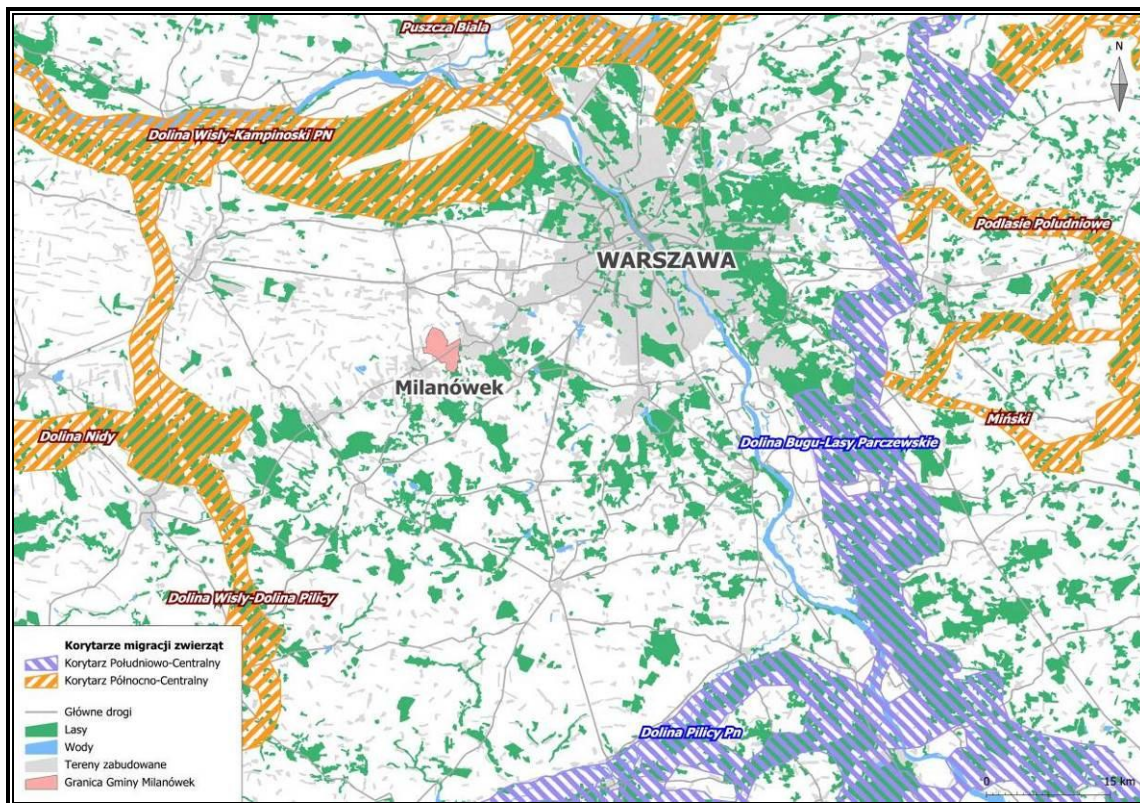 Puszcza Biała
N
Dolina Wisły-Kampinoski PN
Podlasie Południowe
WARSZAWA
Milanówek
Miński
Dolina Nidy
Dolina Bugu-Lasy Parczewskie
Dolina Wisły-Dolina Pilicy
Dolina Pilicy Pn
Korytarze migracji zwierząt
Korytarz Południowo-Centralny
Korytarz Północno-Centralny
Główne drogi
Lasy
Wody
Tereny zabudowane
Granica Gminy Milanówek
0 15 km